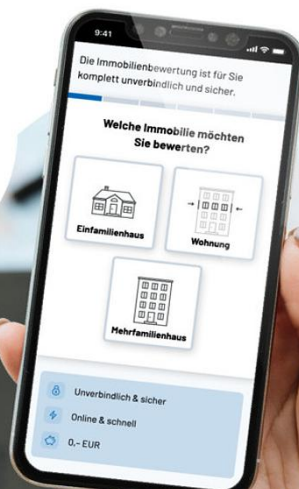 9:41
Die Immobilienbewertung ist für Sie
komplett unverbindlich und sicher.
Welche Immobilie möchten
Sie bewerten?
Einfamilienhaus
Wohnung
Mehrfamilienhaus
Unverbindlich & sicher
Online & schnell
0,- EUR